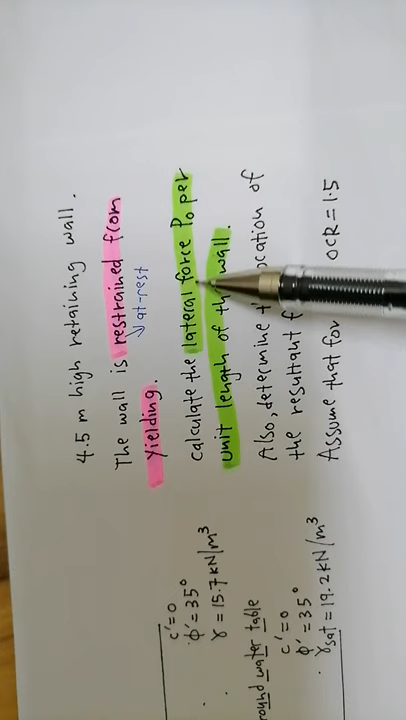 4.5 m high retaining wall.
The wall is restrained from
↳ at-rest
yielding.
calculate the lateral force Po per
unit length of the wall.
Also, determine t ocation of
the resultant f
Assume that for OCR = 1.5
c' = 0
ϕ' = 35°
γ = 15.7 kN/m³
round water table
c' = 0
ϕ' = 35°
γsat = 19.2 kN/m³